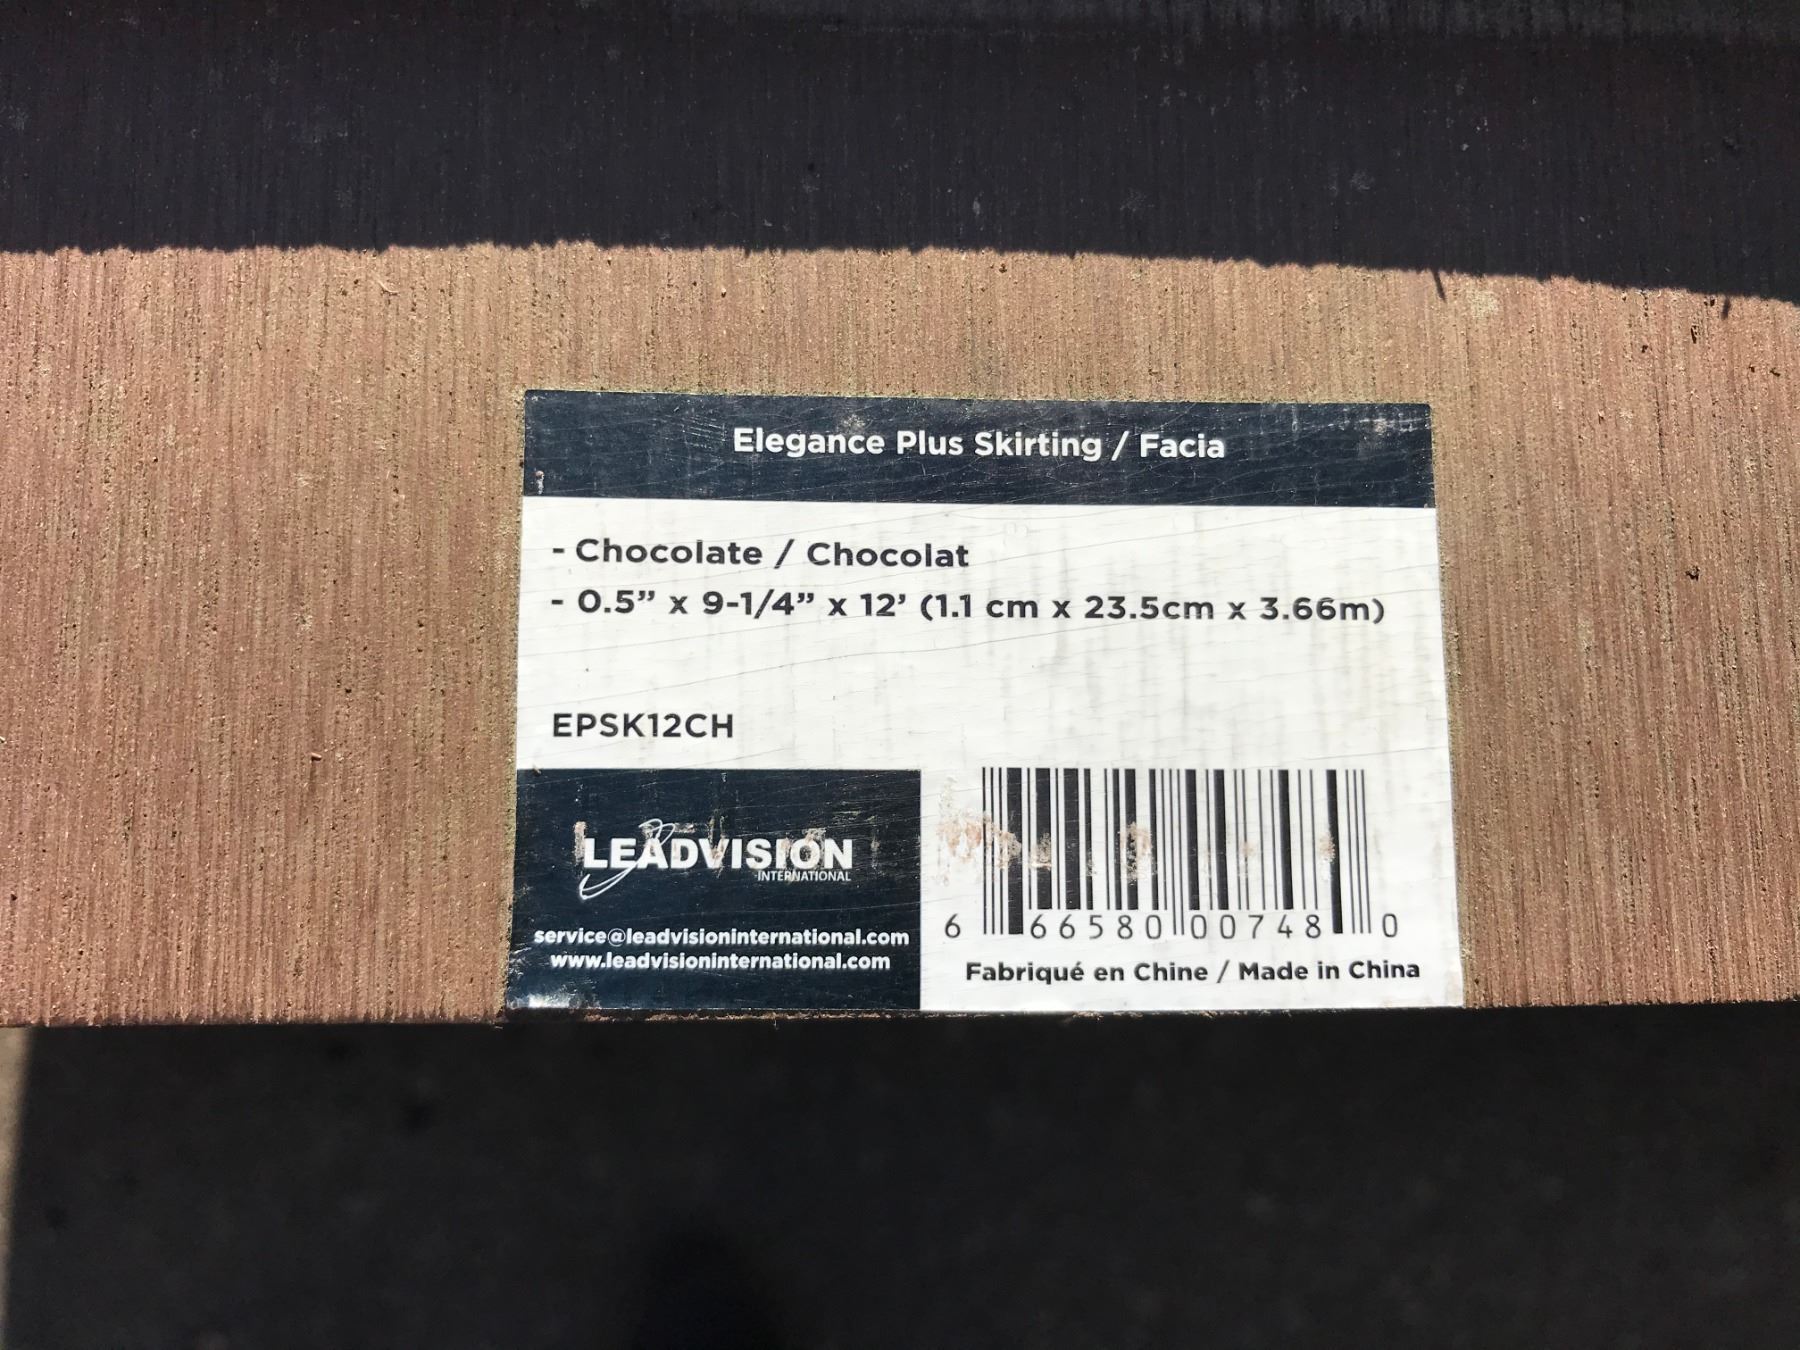 Elegance Plus Skirting / Facia
- Chocolate / Chocolat
- 0.5” x 9-1/4” x 12’ (1.1 cm x 23.5cm x 3.66m)
EPSK12CH
LEADVISION
INTERNATIONAL
service@leadvisioninternational.com
www.leadvisioninternational.com
6 66580 00748 0
Fabriqué en Chine / Made in China